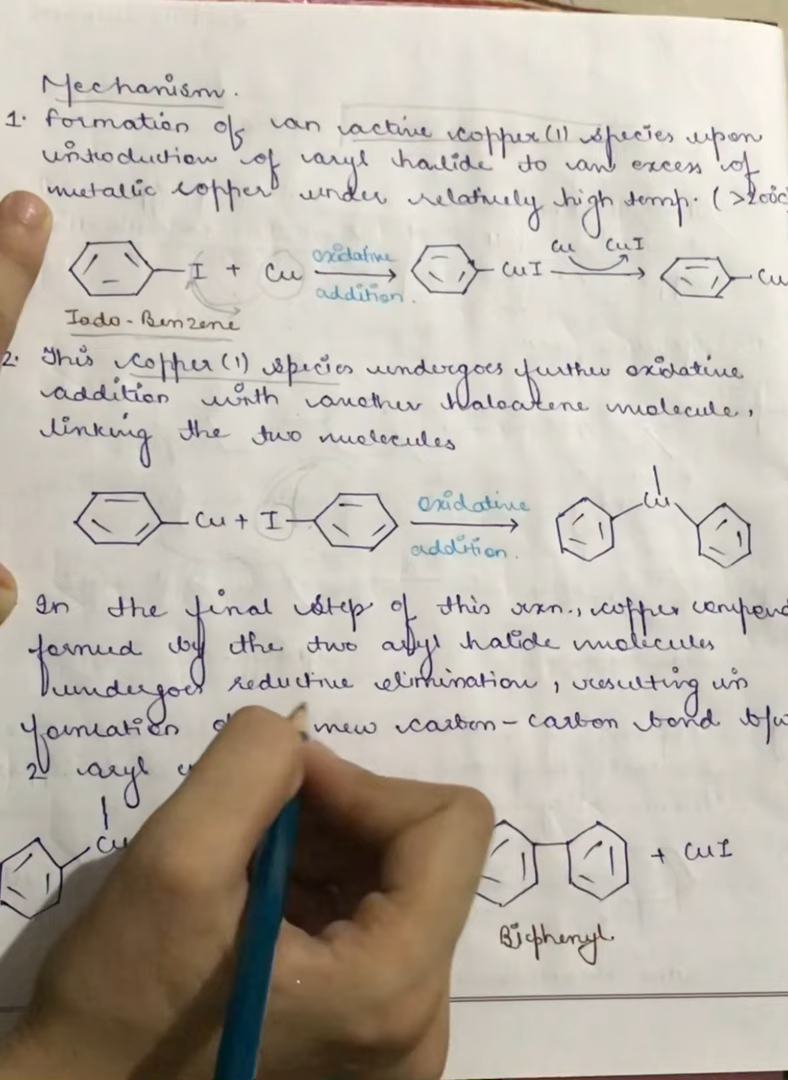 Mechanism.
1. Formation of an active copper(I) species upon
introduction of aryl halide to an excess of
metallic copper under relatively high temp. (>200c
I + Cu oxidative addition. CuI Cu CuI Cu
Iodo-Benzene
2. This copper (I) species undergoes further oxidative
addition with another haloarene molecule,
linking the two molecules
Cu + I oxidative addition. I Cu
In the final step of this rxn., copper compound
formed by the two aryl halide molecules
undergoes reductive elimination, resulting in
formation new carbon-carbon bond b/w
2 aryl
I Cu + CuI
Biphenyl.